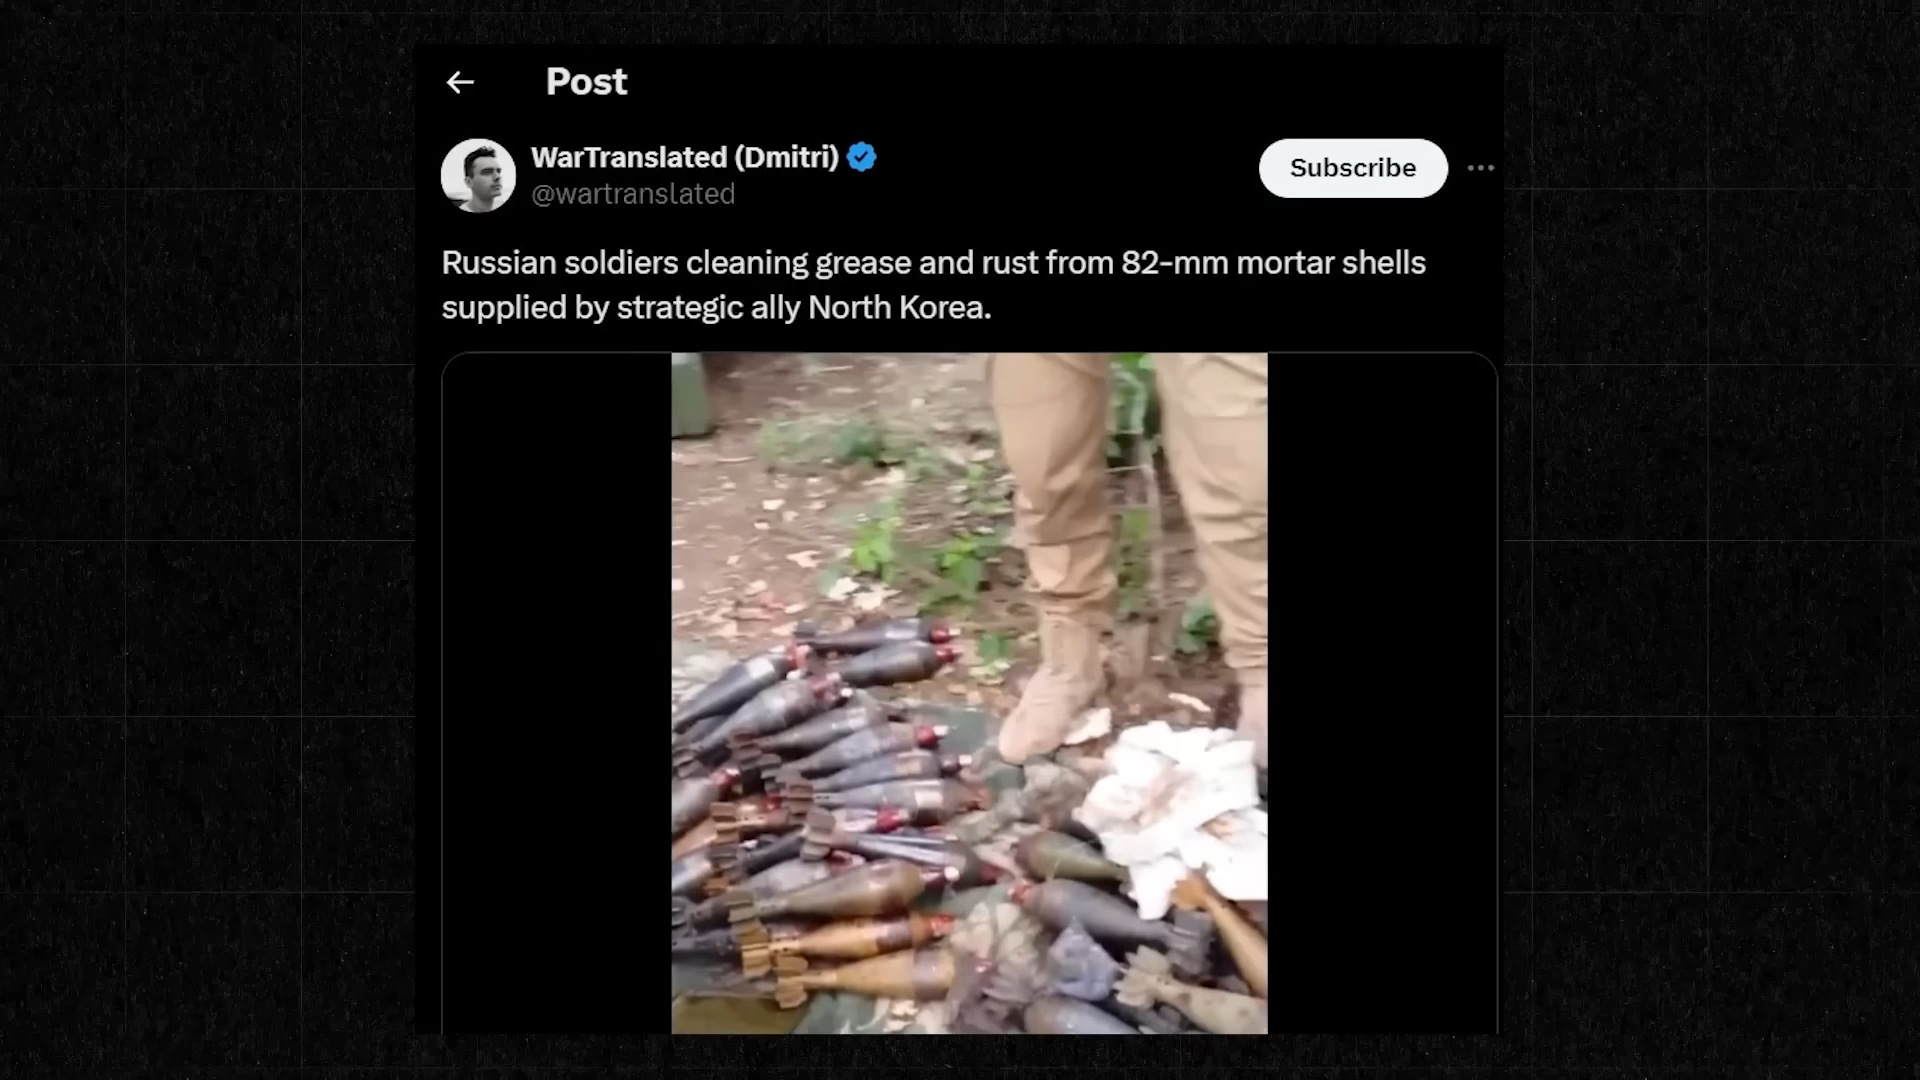 Post
WarTranslated (Dmitri)
@wartranslated
Subscribe
Russian soldiers cleaning grease and rust from 82-mm mortar shells
supplied by strategic ally North Korea.